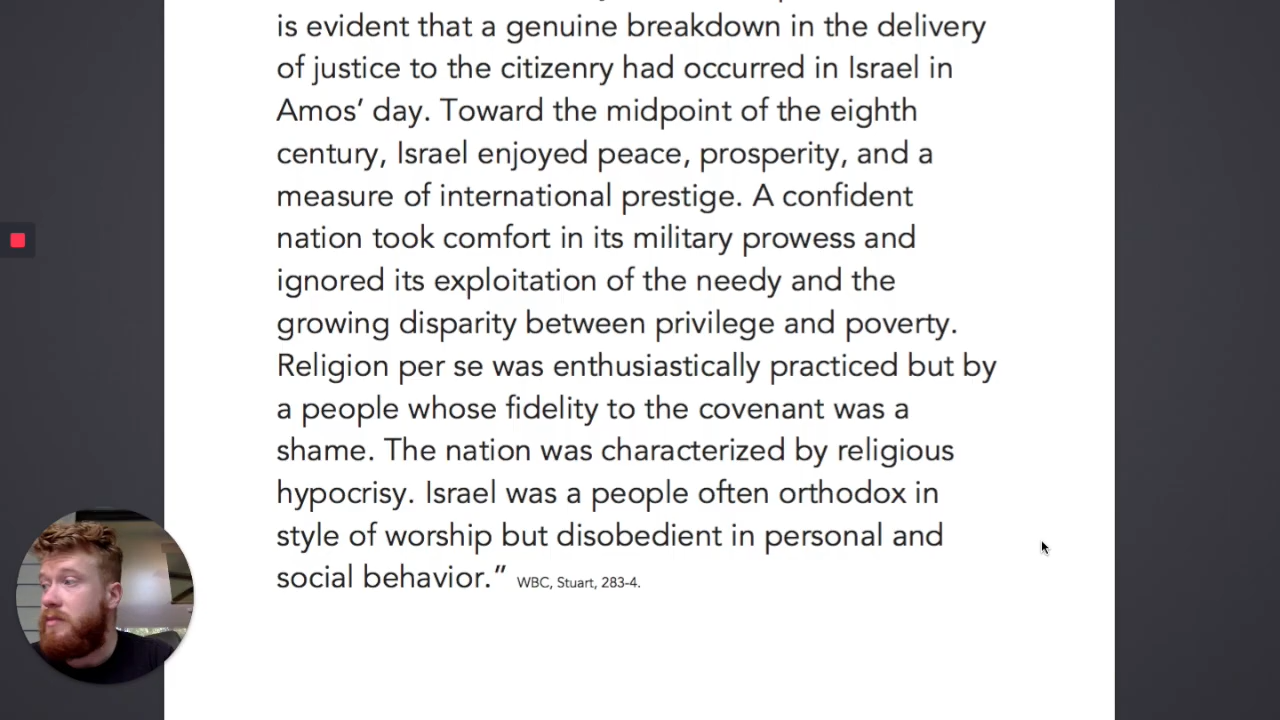 is evident that a genuine breakdown in the delivery
of justice to the citizenry had occurred in Israel in
Amos’ day. Toward the midpoint of the eighth
century, Israel enjoyed peace, prosperity, and a
measure of international prestige. A confident
nation took comfort in its military prowess and
ignored its exploitation of the needy and the
growing disparity between privilege and poverty.
Religion per se was enthusiastically practiced but by
a people whose fidelity to the covenant was a
shame. The nation was characterized by religious
hypocrisy. Israel was a people often orthodox in
style of worship but disobedient in personal and
social behavior.” WBC, Stuart, 283-4.